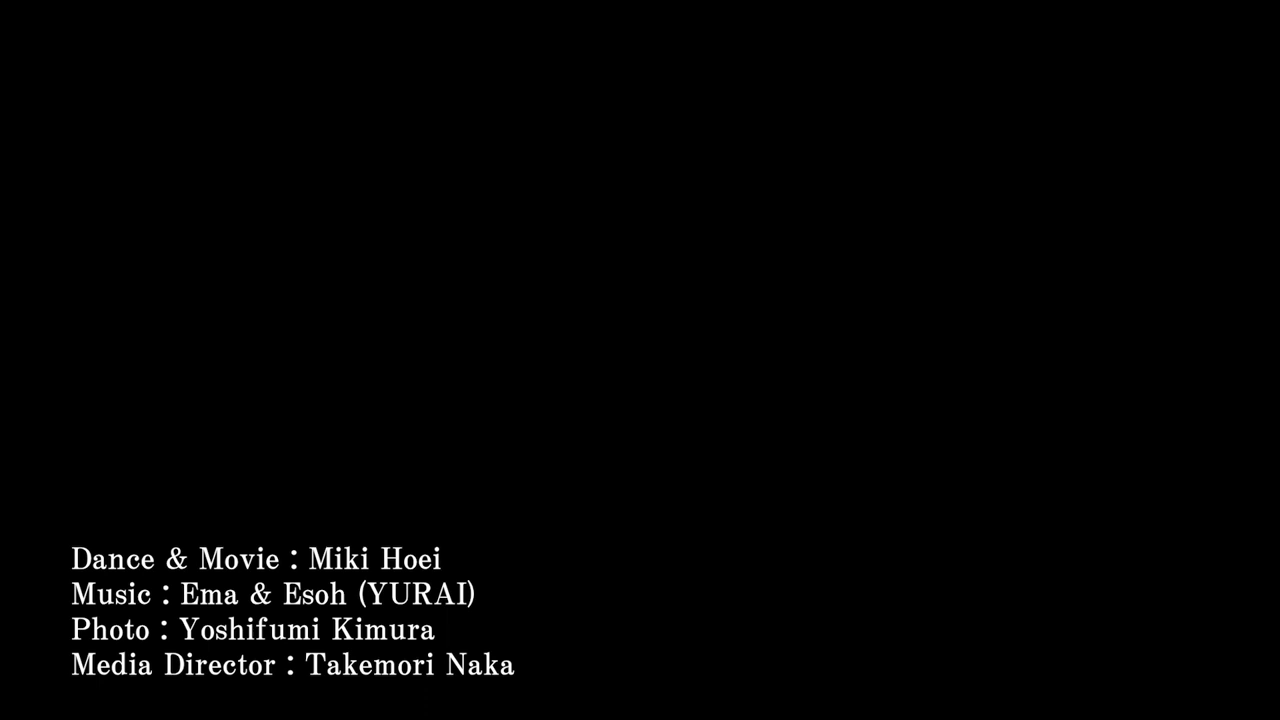 Dance & Movie : Miki Hoei
Music : Ema & Esoh (YURAI)
Photo : Yoshifumi Kimura
Media Director : Takemori Naka